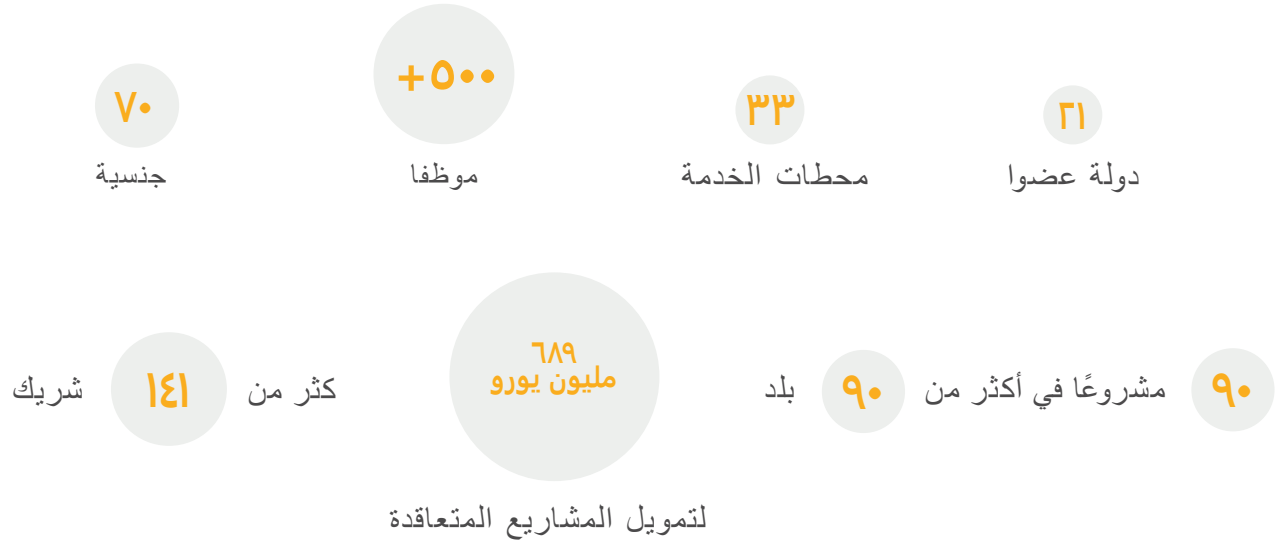 ٢١
دولة عضوا
٣٣
محطات الخدمة
+٥٠٠
موظفا
٧٠
جنسية
٩٠ مشروعًا في أكثر من ٩٠ بلد
٦٨٩
مليون يورو
لتمويل المشاريع المتعاقدة
كثر من ١٤١ شريك